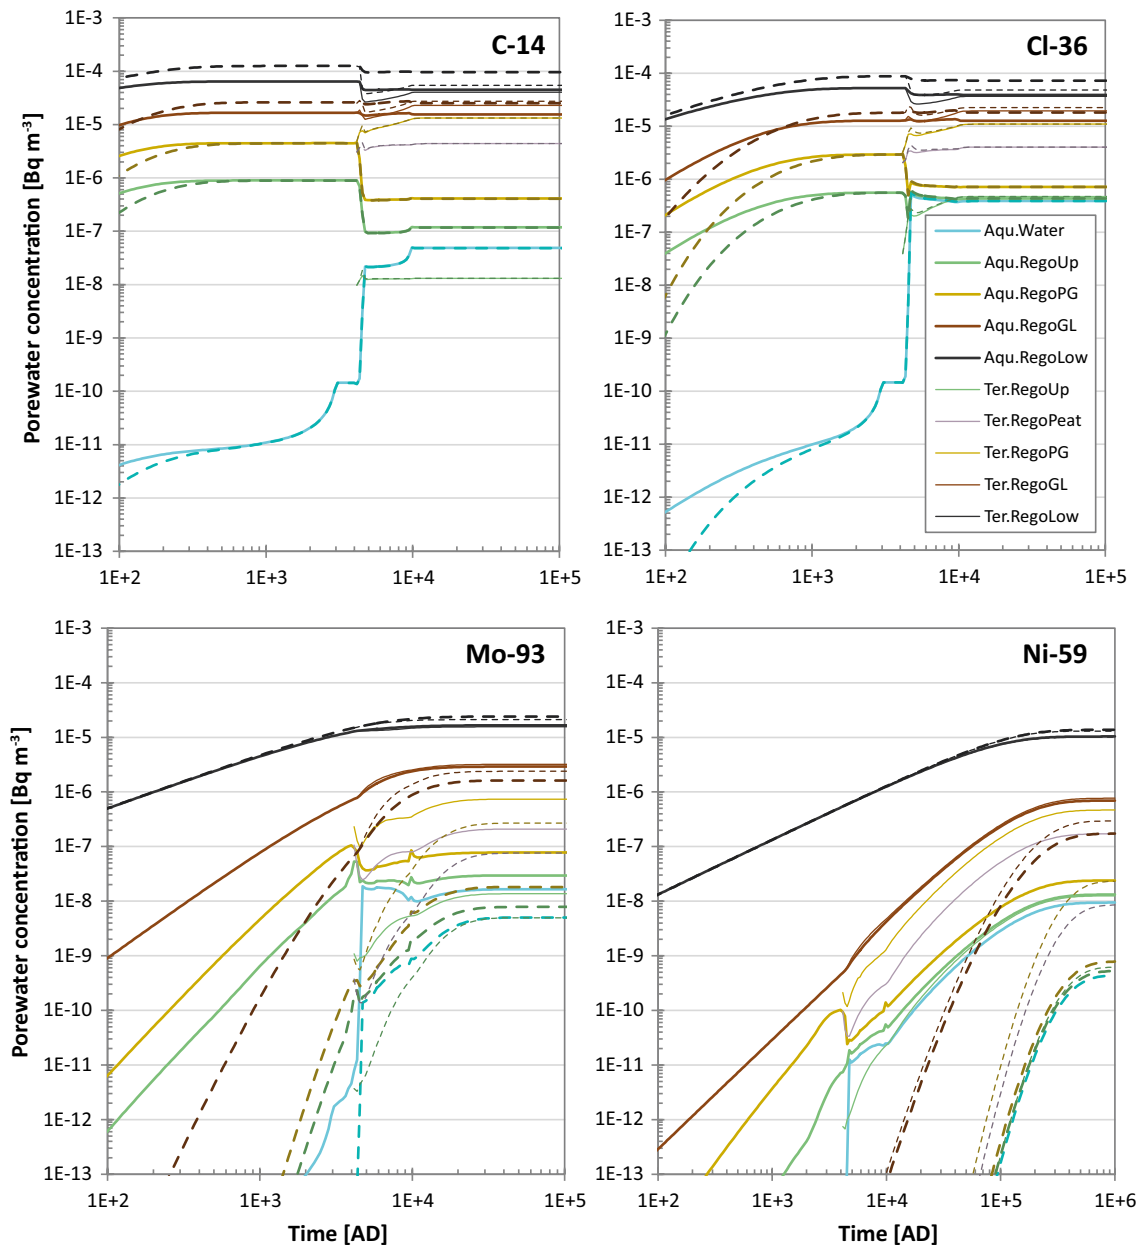 C-14
1E-3
1E-4
1E-5
1E-6
1E-7
1E-8
1E-9
1E-10
1E-11
1E-12
1E-13
1E+2 1E+3 1E+4 1E+5
Porewater concentration [Bq m-3]
Cl-36
1E-3
1E-4
1E-5
1E-6
1E-7
1E-8
1E-9
1E-10
1E-11
1E-12
1E-13
1E+2 1E+3 1E+4 1E+5
Aqu.Water
Aqu.RegoUp
Aqu.RegoPG
Aqu.RegoGL
Aqu.RegoLow
Ter.RegoUp
Ter.RegoPeat
Ter.RegoPG
Ter.RegoGL
Ter.RegoLow
Mo-93
1E-3
1E-4
1E-5
1E-6
1E-7
1E-8
1E-9
1E-10
1E-11
1E-12
1E-13
1E+2 1E+3 1E+4 1E+5
Porewater concentration [Bq m-3]
Time [AD]
Ni-59
1E-3
1E-4
1E-5
1E-6
1E-7
1E-8
1E-9
1E-10
1E-11
1E-12
1E-13
1E+2 1E+3 1E+4 1E+5 1E+6
Time [AD]